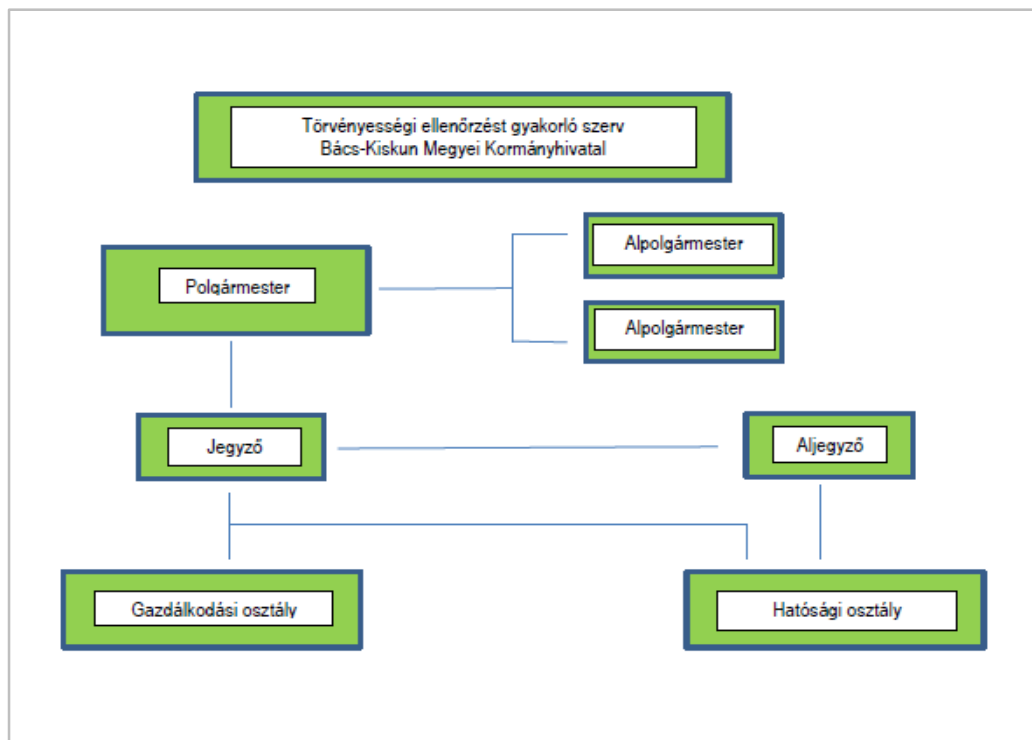 Törvényességi ellenőrzést gyakorló szerv
Bács-Kiskun Megyei Kormányhivatal
Alpolgármester
Polgármester
Alpolgármester
Jegyző
Aljegyző
Gazdálkodási osztály
Hatósági osztály